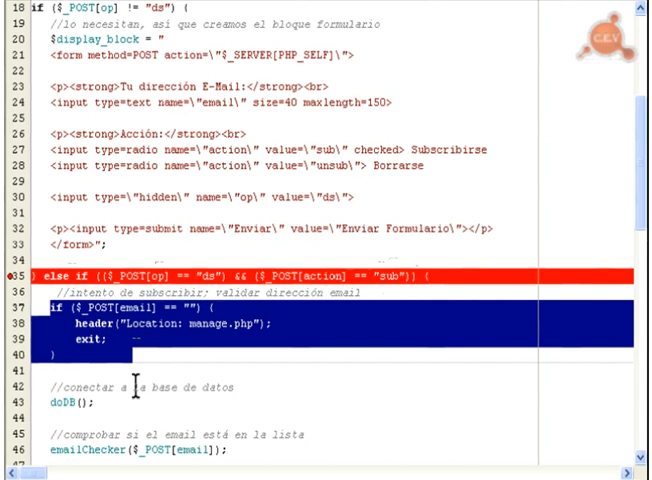 18 if ($_POST[op] != "ds") {
19 //lo necesitan, así que creamos el bloque formulario
20 $display_block = "
21 <form method=POST action=\"$_SERVER[PHP_SELF]\">
22
23 <p><strong>Tu dirección E-Mail:</strong><br>
24 <input type=text name=\"email\" size=40 maxlength=150>
25
26 <p><strong>Acción:</strong><br>
27 <input type=radio name=\"action\" value=\"sub\" checked> Subscribirse
28 <input type=radio name=\"action\" value=\"unsub\"> Borrarse
29
30 <input type=\"hidden\" name=\"op\" value=\"ds\">
31
32 <p><input type=submit name=\"Enviar\" value=\"Enviar Formulario\"></p>
33 </form>";
34
35 } else if (($_POST[op] == "ds") && ($_POST[action] == "sub")) {
36 //intento de subscribir; validar dirección email
37 if ($_POST[email] == "") {
38 header("Location: manage.php");
39 exit;
40 }
41
42 //conectar a la base de datos
43 doDB();
44
45 //comprobar si el email está en la lista
46 emailChecker($_POST[email]);
47
C.E.V